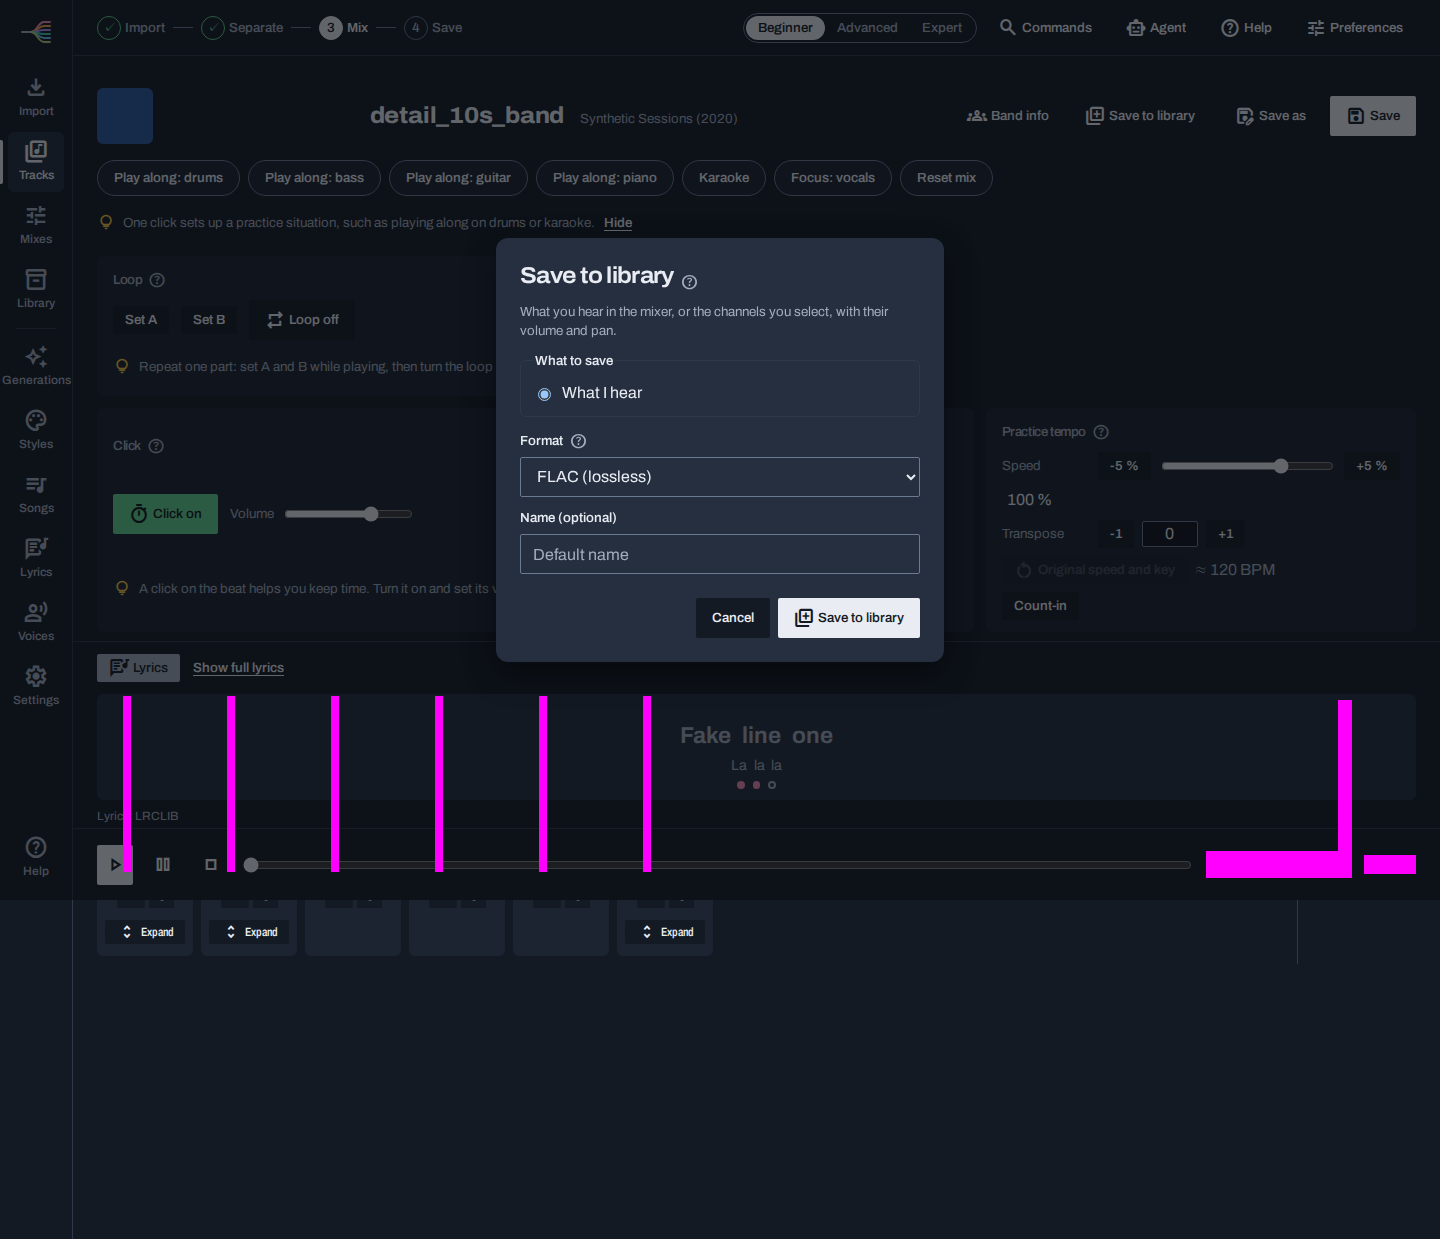 ✓ Import ✓ Separate 3 Mix 4 Save
Beginner Advanced Expert Commands Agent Help Preferences
Import
Tracks
Mixes
Library
Generations
Styles
Songs
Lyrics
Voices
Settings
Help
detail_10s_band Synthetic Sessions (2020) Band info Save to library Save as Save
Play along: drums Play along: bass Play along: guitar Play along: piano Karaoke Focus: vocals Reset mix
One click sets up a practice situation, such as playing along on drums or karaoke. Hide
Loop
Set A Set B Loop off
Repeat one part: set A and B while playing, then turn the loop
Click
Click on Volume
A click on the beat helps you keep time. Turn it on and set its
Practice tempo
Speed -5 % +5 %
100 %
Transpose -1 0 +1
Original speed and key ≈ 120 BPM
Count-in
Save to library
What you hear in the mixer, or the channels you select, with their
volume and pan.
What to save
What I hear
Format
FLAC (lossless)
Name (optional)
Default name
Cancel Save to library
Lyrics Show full lyrics
Fake line one
La la la
LRCLIB
Expand Expand Expand